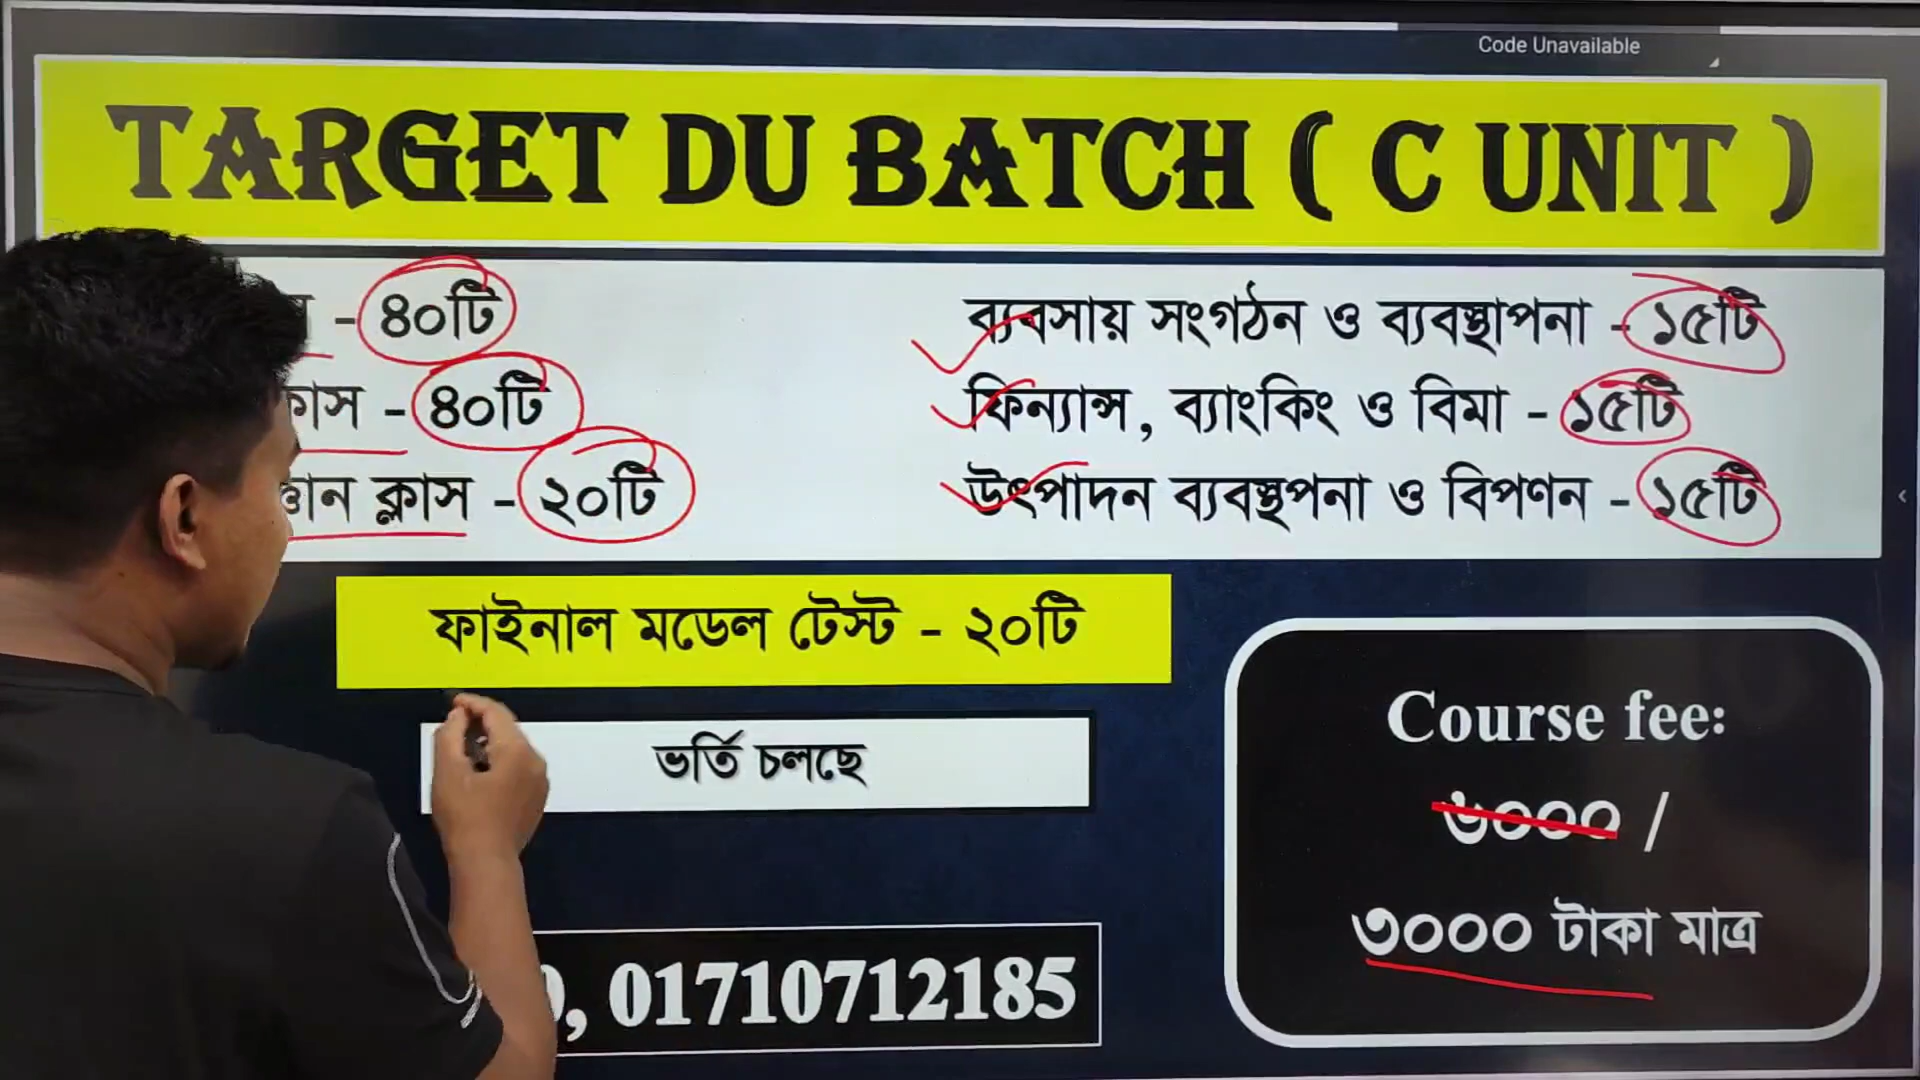 Code Unavailable
TARGET DU BATCH ( C UNIT )
- ৪০টি
- ৪০টি
ক্লাস - ২০টি
ব্যবসায় সংগঠন ও ব্যবস্থাপনা - ১৫টি
ফিন্যান্স, ব্যাংকিং ও বিমা - ১৫টি
উৎপাদন ব্যবস্থপনা ও বিপণন - ১৫টি
ফাইনাল মডেল টেস্ট - ২০টি
ভর্তি চলছে
Course fee:
৬০০০ /
৩০০০ টাকা মাত্র
, 01710712185